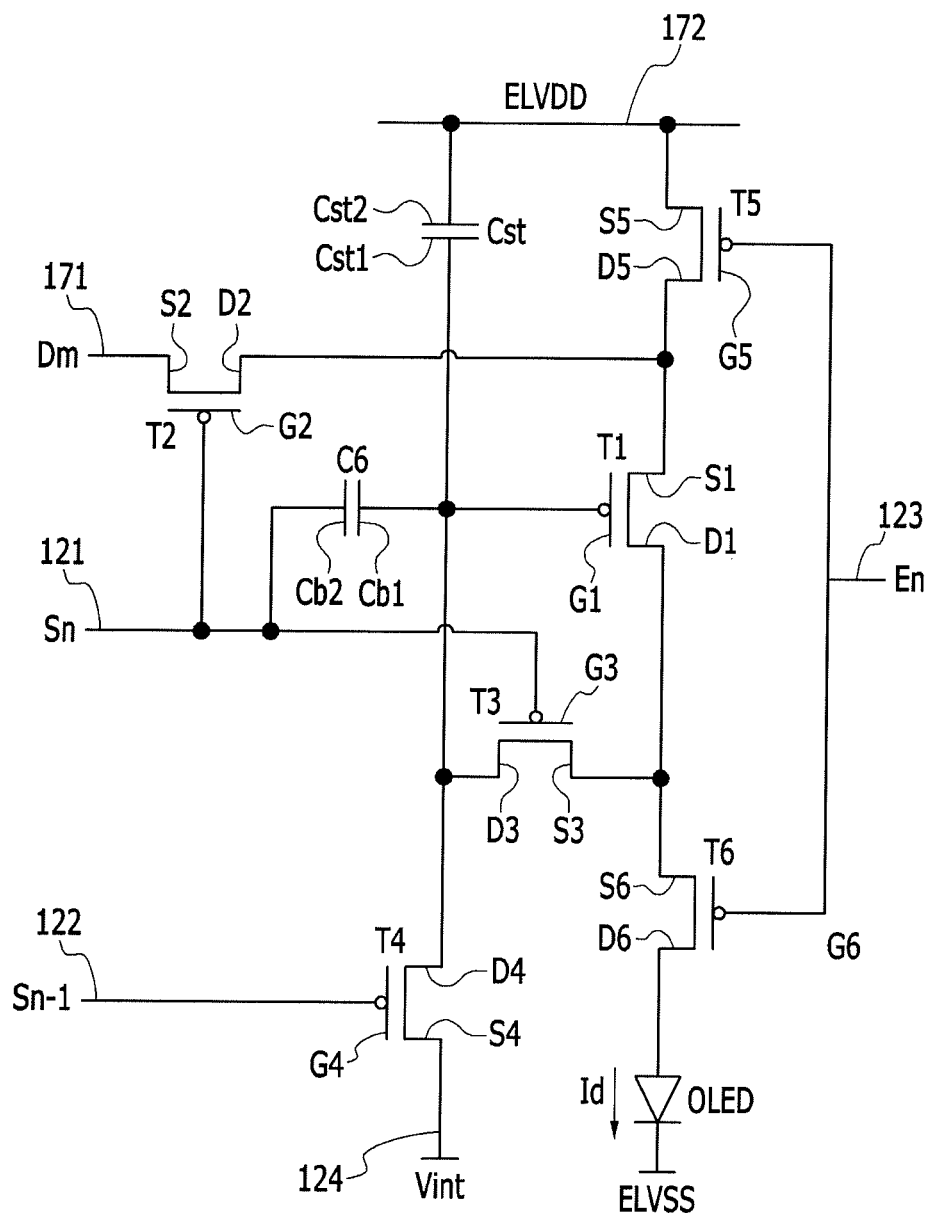 172
ELVDD
Cst2
Cst1
Cst
S5
T5
D5
G5
171
S2
D2
Dm
T2
G2
C6
T1
S1
D1
G1
Cb2
Cb1
123
En
121
Sn
T3
G3
D3
S3
T6
S6
D6
G6
122
T4
Sn-1
D4
S4
G4
Id
OLED
124
Vint
ELVSS